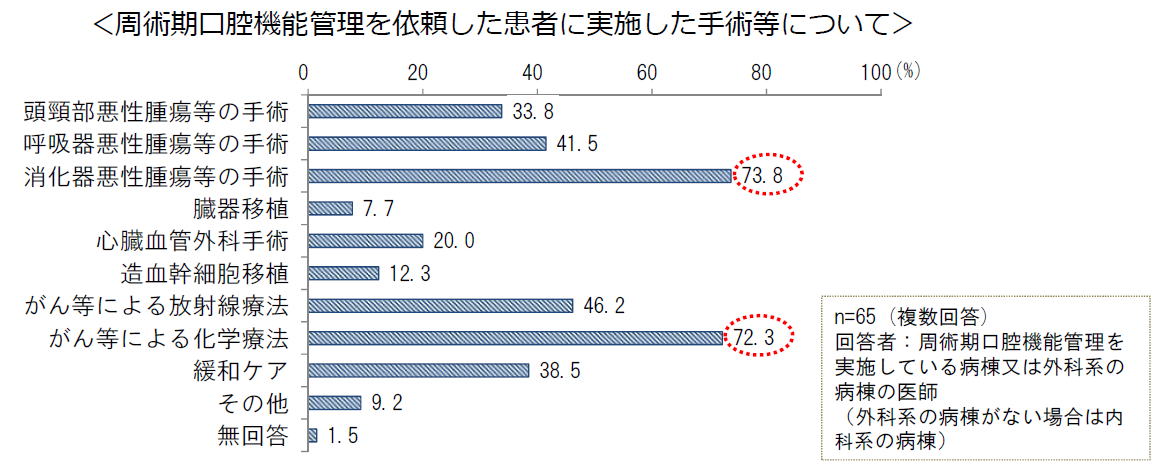 ＜周術期口腔機能管理を依頼した患者に実施した手術等について＞
0 20 40 60 80 100(%)
頭頸部悪性腫瘍等の手術 33.8
呼吸器悪性腫瘍等の手術 41.5
消化器悪性腫瘍等の手術 73.8
臓器移植 7.7
心臓血管外科手術 20.0
造血幹細胞移植 12.3
がん等による放射線療法 46.2
がん等による化学療法 72.3
緩和ケア 38.5
その他 9.2
無回答 1.5
n=65（複数回答）
回答者：周術期口腔機能管理を
実施している病棟又は外科系の
病棟の医師
（外科系の病棟がない場合は内
科系の病棟）